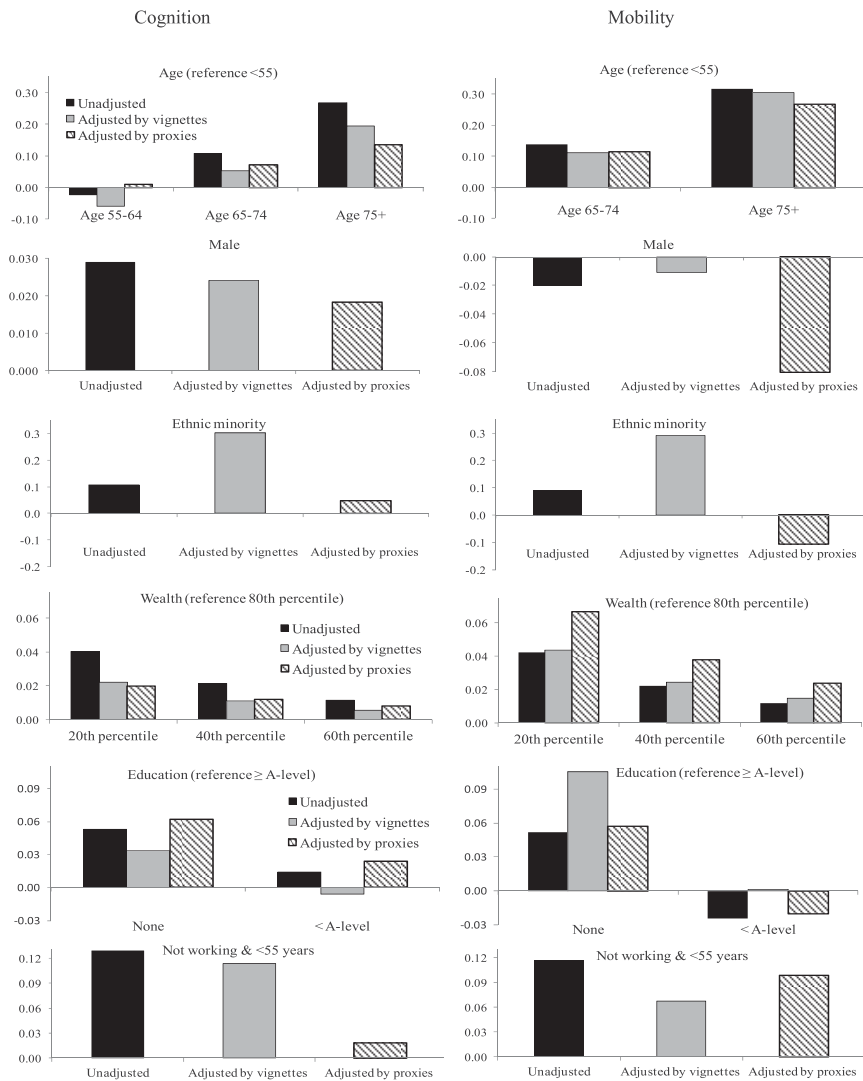 Cognition
Mobility
Age (reference <55)
0.30
0.20
0.10
0.00
-0.10
Unadjusted
Adjusted by vignettes
Adjusted by proxies
Age 55-64
Age 65-74
Age 75+
Age (reference <55)
0.30
0.20
0.10
0.00
-0.10
Age 65-74
Age 75+
Male
0.030
0.020
0.010
0.000
Unadjusted
Adjusted by vignettes
Adjusted by proxies
Male
0.00
-0.02
-0.04
-0.06
-0.08
Unadjusted
Adjusted by vignettes
Adjusted by proxies
Ethnic minority
0.3
0.2
0.1
0.0
-0.1
-0.2
Unadjusted
Adjusted by vignettes
Adjusted by proxies
Ethnic minority
0.3
0.2
0.1
0.0
-0.1
-0.2
Unadjusted
Adjusted by vignettes
Adjusted by proxies
Wealth (reference 80th percentile)
0.06
0.04
0.02
0.00
Unadjusted
Adjusted by vignettes
Adjusted by proxies
20th percentile
40th percentile
60th percentile
Wealth (reference 80th percentile)
0.06
0.04
0.02
0.00
20th percentile
40th percentile
60th percentile
Education (reference ≥ A-level)
0.09
0.06
0.03
0.00
-0.03
Unadjusted
Adjusted by vignettes
Adjusted by proxies
None
< A-level
Education (reference ≥ A-level)
0.09
0.06
0.03
0.00
-0.03
None
< A-level
Not working & <55 years
0.12
0.09
0.06
0.03
0.00
Unadjusted
Adjusted by vignettes
Adjusted by proxies
Not working & <55 years
0.12
0.09
0.06
0.03
0.00
Unadjusted
Adjusted by vignettes
Adjusted by proxies